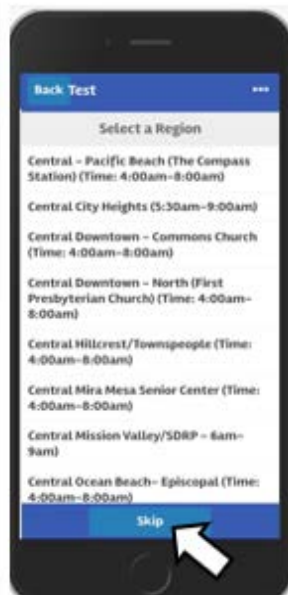 Back Test
Select a Region
Central – Pacific Beach (The Compass
Station) (Time: 4:00am–8:00am)
Central City Heights (5:30am–9:00am)
Central Downtown – Commons Church
(Time: 4:00am–8:00am)
Central Downtown – North (First
Presbyterian Church) (Time: 4:00am–
8:00am)
Central Hillcrest/Townspeople (Time:
4:00am–8:00am)
Central Mira Mesa Senior Center (Time:
4:00am–8:00am)
Central Mission Valley/SDRP – 6am–
9am)
Central Ocean Beach– Episcopal (Time:
4:00am–8:00am)
Skip